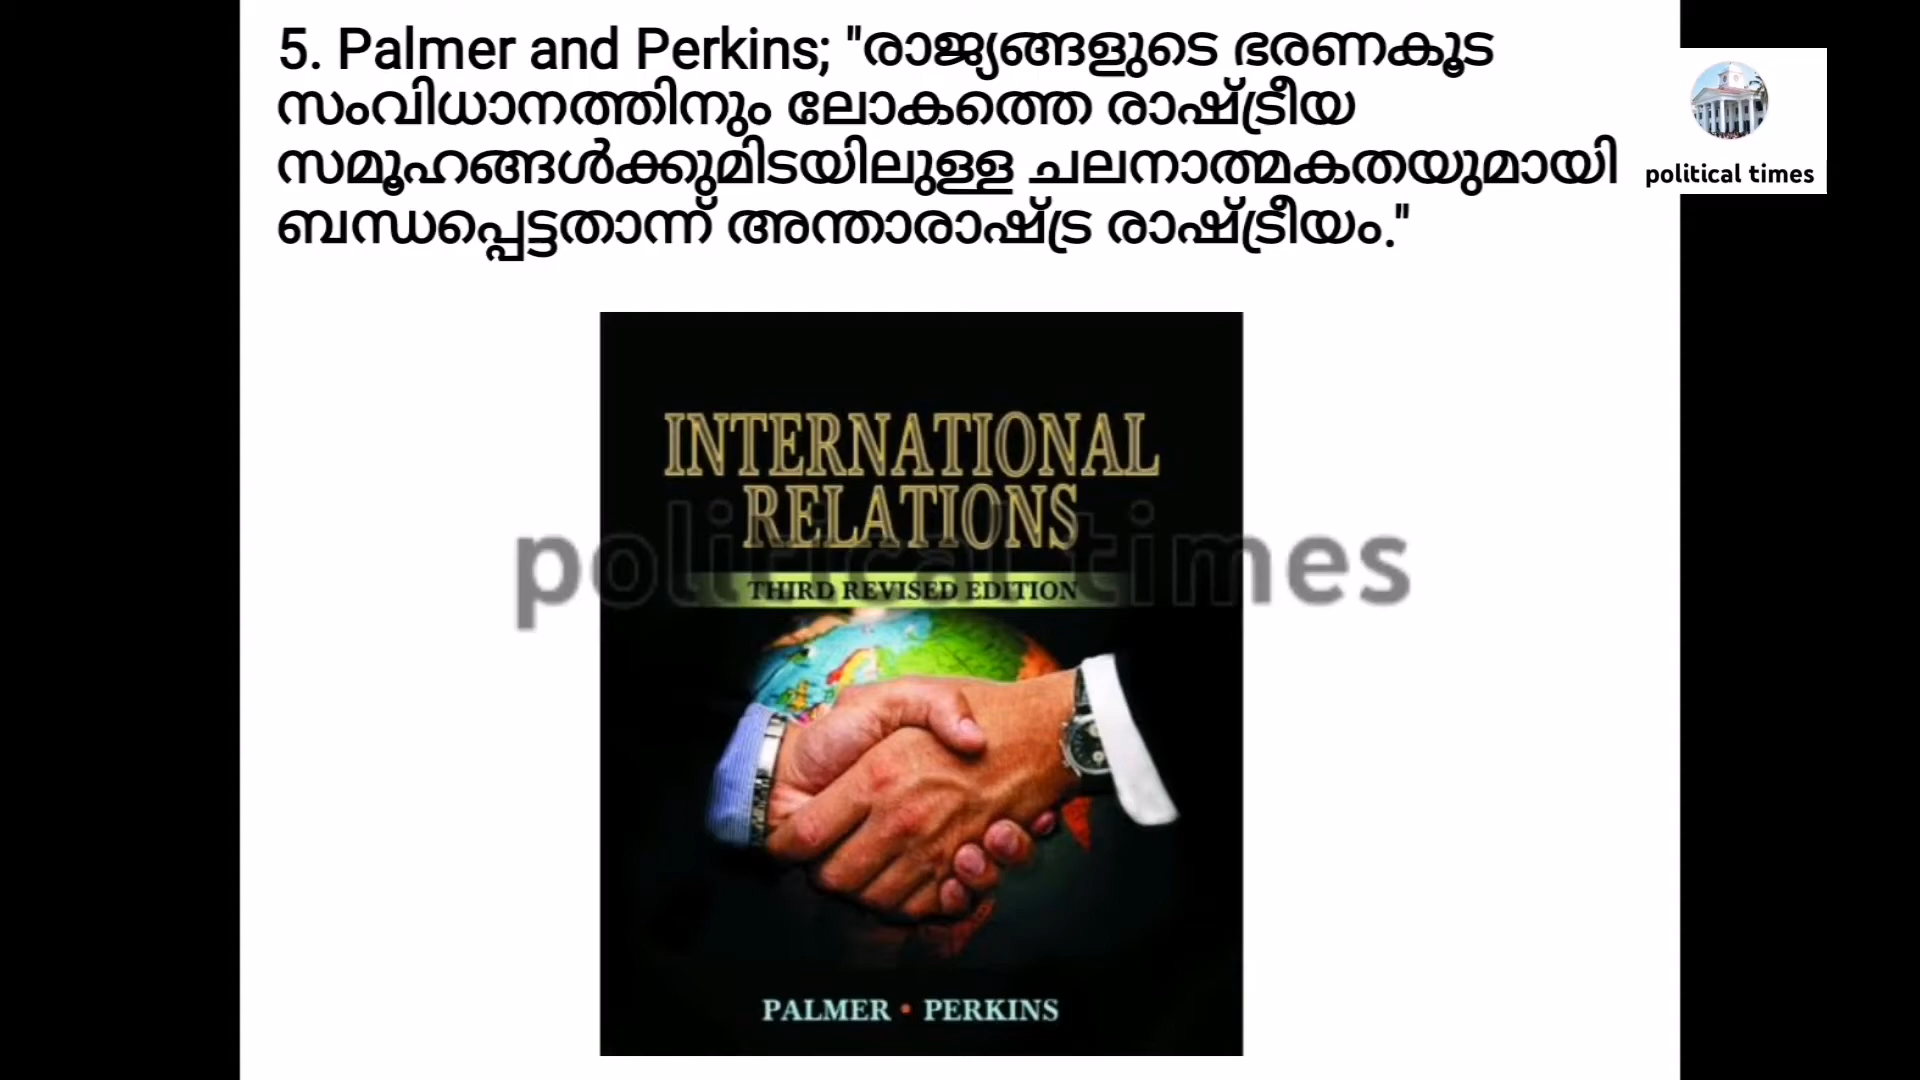 5. Palmer and Perkins; "രാജ്യങ്ങളുടെ ഭരണകൂട
സംവിധാനത്തിനും ലോകത്തെ രാഷ്ട്രീയ
സമൂഹങ്ങൾക്കുമിടയിലുള്ള ചലനാത്മകതയുമായി
ബന്ധപ്പെട്ടതാണ് അന്താരാഷ്ട്ര രാഷ്ട്രീയം."
political times
INTERNATIONAL
RELATIONS
political times
THIRD REVISED EDITION
PALMER • PERKINS